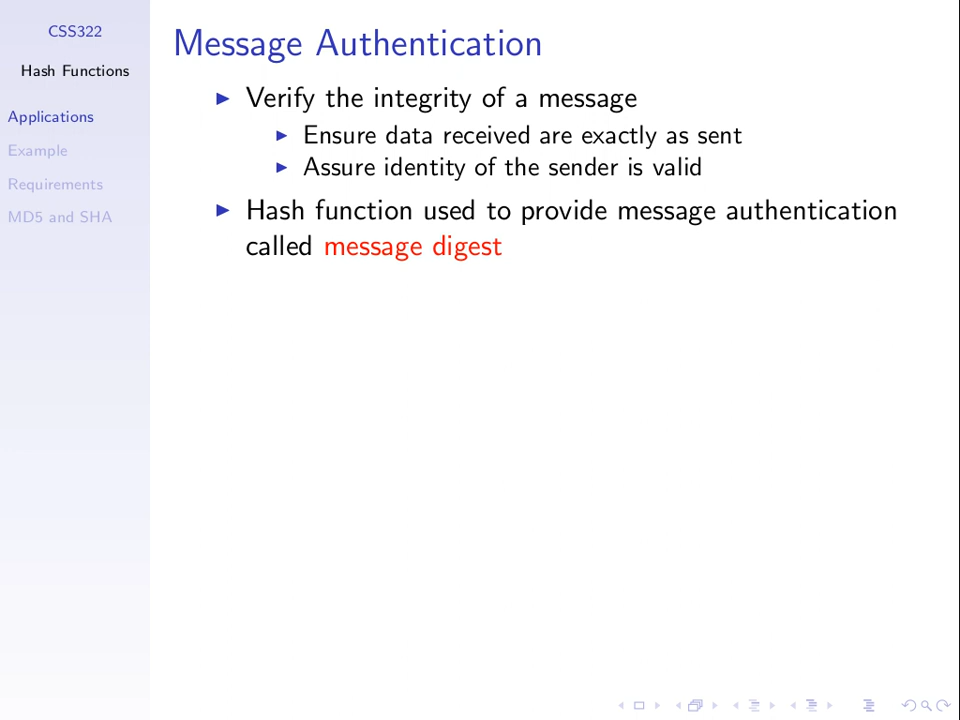 CSS322
Hash Functions
Applications
Example
Requirements
MD5 and SHA
Message Authentication
Verify the integrity of a message
Ensure data received are exactly as sent
Assure identity of the sender is valid
Hash function used to provide message authentication
called message digest